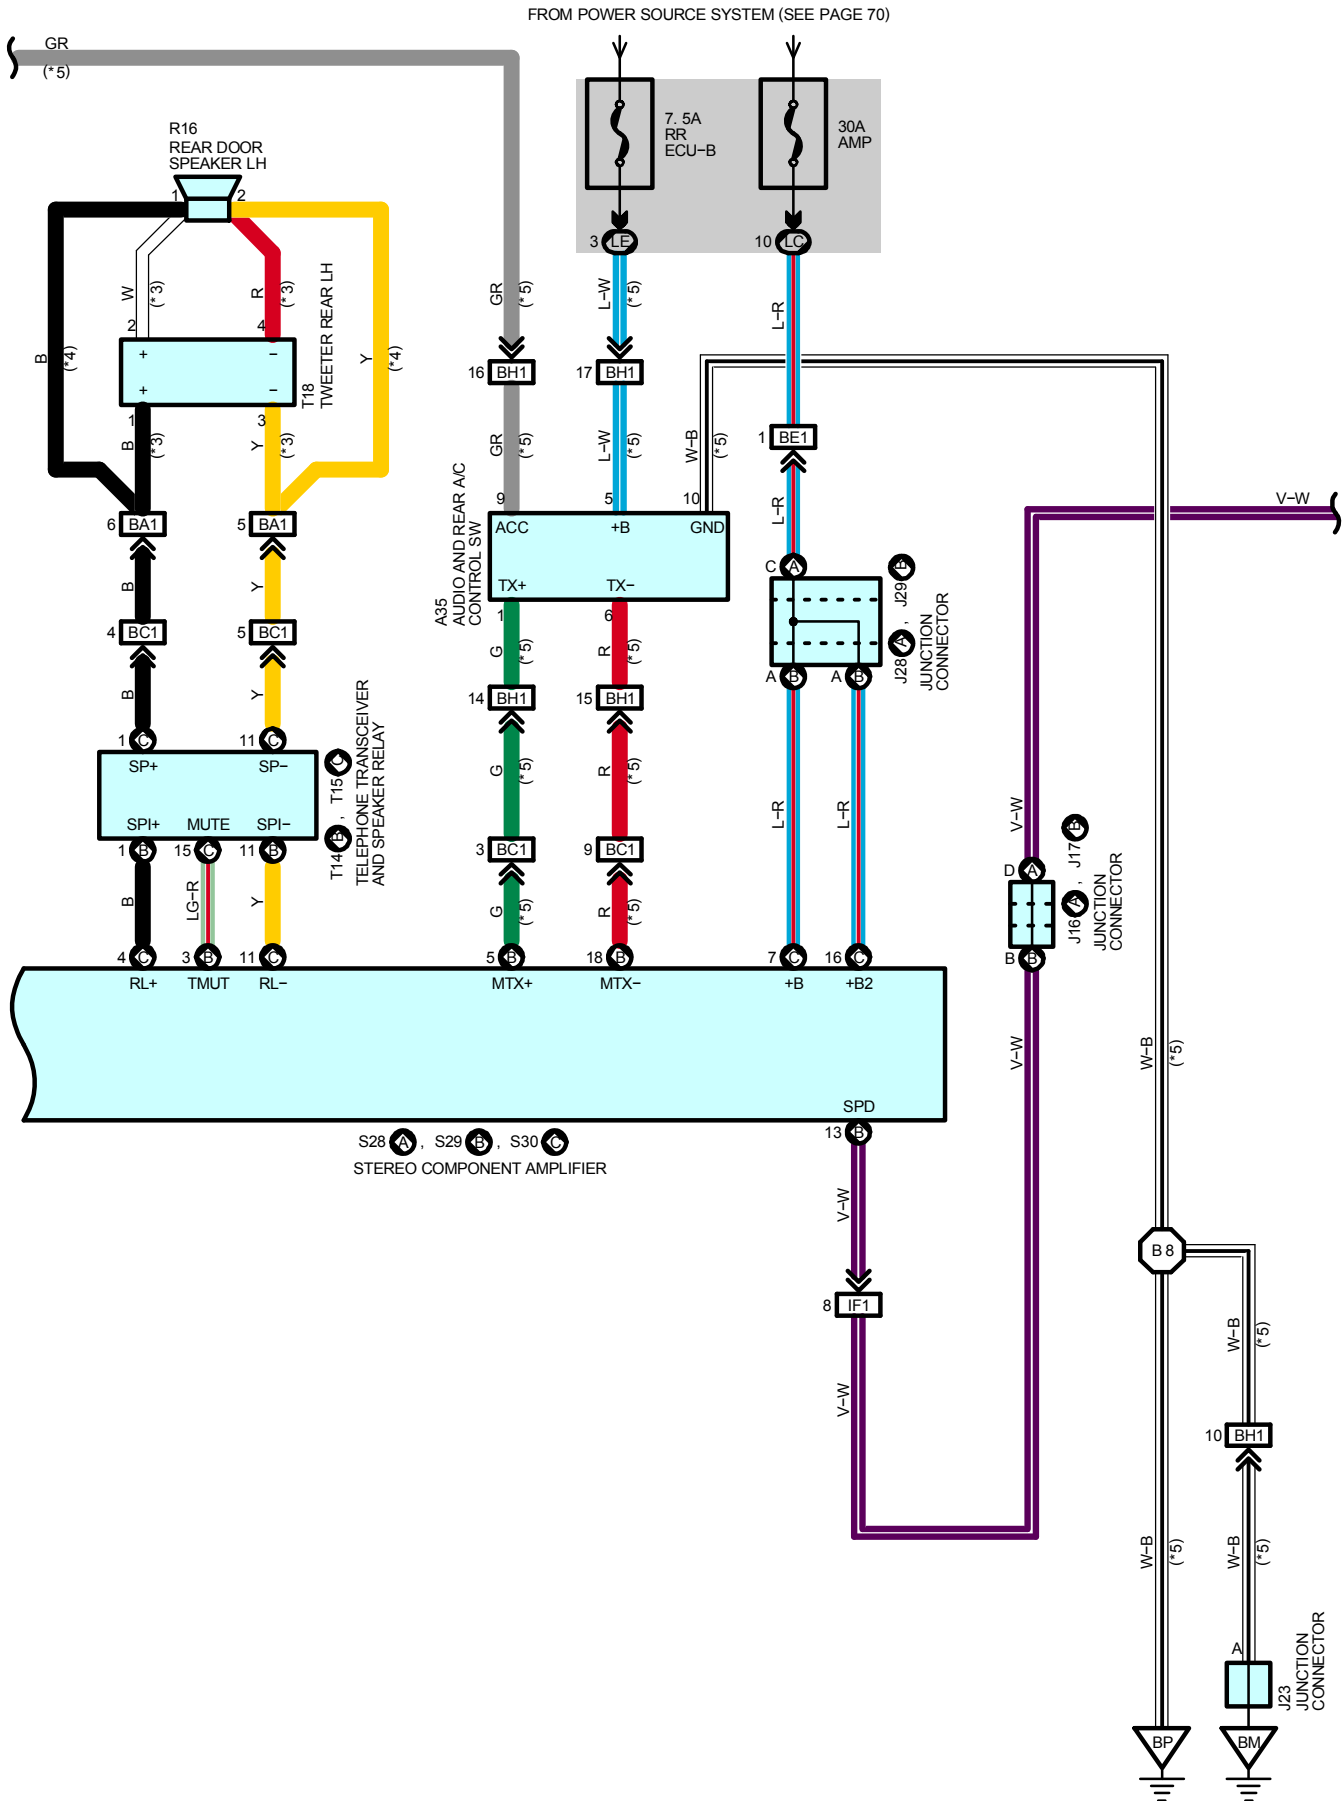 FROM POWER SOURCE SYSTEM (SEE PAGE 70)
GR
(*5)
7. 5A
RR
ECU-B
30A
AMP
R16
REAR DOOR
SPEAKER LH
1
2
3 LE
10 LC
W
(*3)
R
(*3)
GR
(*5)
L-W
(*5)
L-R
2
4
B
(*4)
+
-
+
-
T18
TWEETER REAR LH
Y
(*4)
16 BH1
17 BH1
1
3
B
(*3)
Y
(*3)
GR
(*5)
L-W
(*5)
W-B
(*5)
1 BE1
L-R
V-W
6 BA1
5 BA1
9
5
10
ACC
+B
GND
TX+
TX-
A35
AUDIO AND REAR A/C
CONTROL SW
1
6
C A
J28 A , J29 B
JUNCTION
CONNECTOR
A B
A B
B
Y
4 BC1
5 BC1
G
(*5)
R
(*5)
B
Y
14 BH1
15 BH1
1 C
11 C
SP+
SP-
SPI+
MUTE
SPI-
T14 B , T15 C
TELEPHONE TRANSCEIVER
AND SPEAKER RELAY
G
(*5)
R
(*5)
L-R
L-R
V-W
1 B
15 C
11 B
3 BC1
9 BC1
D A
J16 A , J17 B
JUNCTION
CONNECTOR
B B
B
LG-R
Y
G
(*5)
R
(*5)
4 C
3 B
11 C
5 B
18 B
7 C
16 C
RL+
TMUT
RL-
MTX+
MTX-
+B
+B2
V-W
W-B
(*5)
SPD
13 B
S28 A , S29 B , S30 C
STEREO COMPONENT AMPLIFIER
V-W
B 8
8 IF1
W-B
(*5)
V-W
10 BH1
W-B
(*5)
W-B
(*5)
A
J23
JUNCTION
CONNECTOR
BP
BM